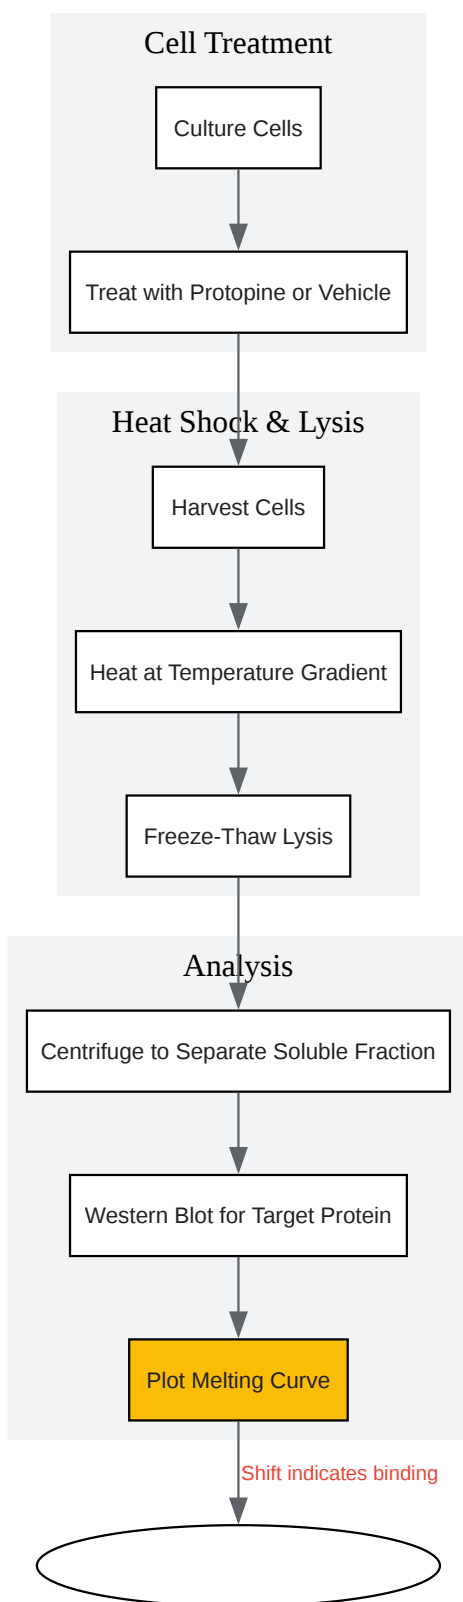 Cell Treatment
Culture Cells
Treat with Protopine or Vehicle
Heat Shock & Lysis
Harvest Cells
Heat at Temperature Gradient
Freeze-Thaw Lysis
Analysis
Centrifuge to Separate Soluble Fraction
Western Blot for Target Protein
Plot Melting Curve
Shift indicates binding